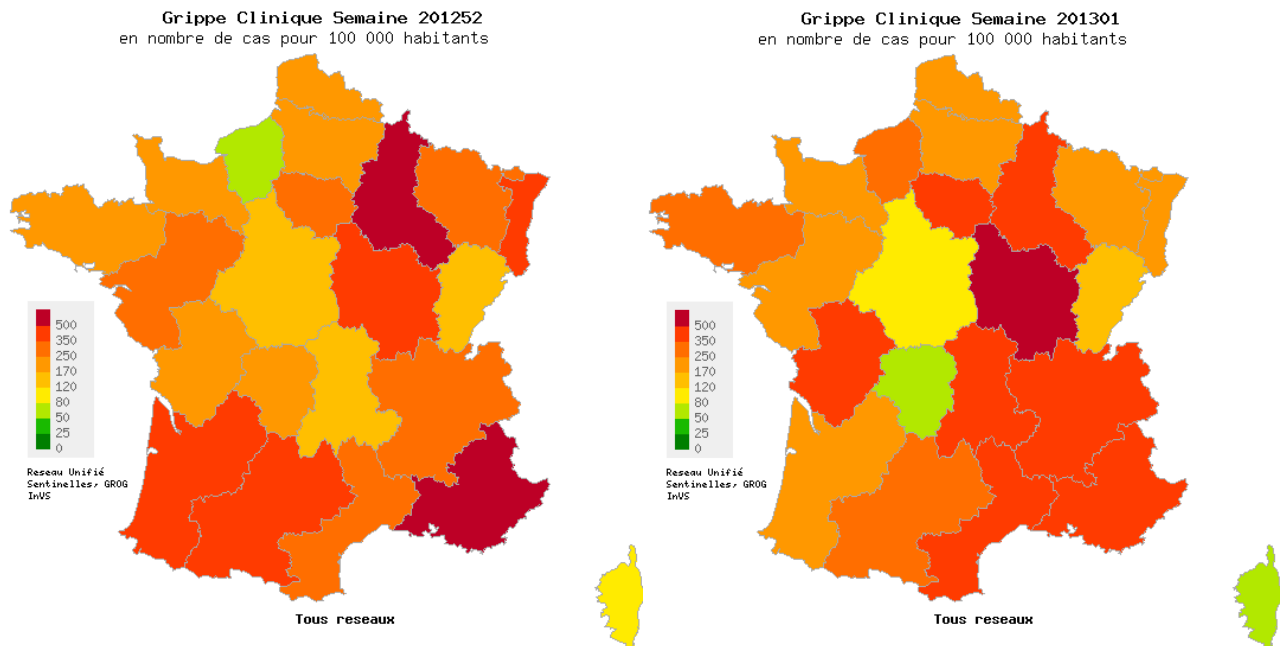 Grippe Clinique Semaine 201252
en nombre de cas pour 100 000 habitants
500
350
250
170
120
80
50
25
0
Reseau Unifié
Sentinelles, GROG
InVS
Tous reseaux
Grippe Clinique Semaine 201301
en nombre de cas pour 100 000 habitants
500
350
250
170
120
80
50
25
0
Reseau Unifié
Sentinelles, GROG
InVS
Tous reseaux